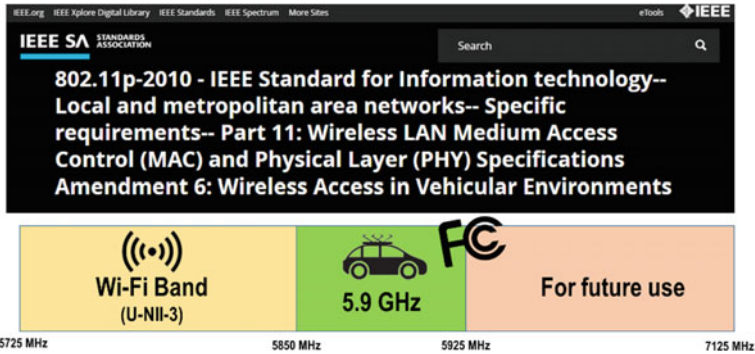 IEEE.org IEEE Xplore Digital Library IEEE Standards IEEE Spectrum More Sites eTools IEEE
IEEE SA STANDARDS ASSOCIATION Search
802.11p-2010 - IEEE Standard for Information technology--
Local and metropolitan area networks-- Specific
requirements-- Part 11: Wireless LAN Medium Access
Control (MAC) and Physical Layer (PHY) Specifications
Amendment 6: Wireless Access in Vehicular Environments
FC
Wi-Fi Band
(U-NII-3)
5.9 GHz
For future use
5725 MHz 5850 MHz 5925 MHz 7125 MHz